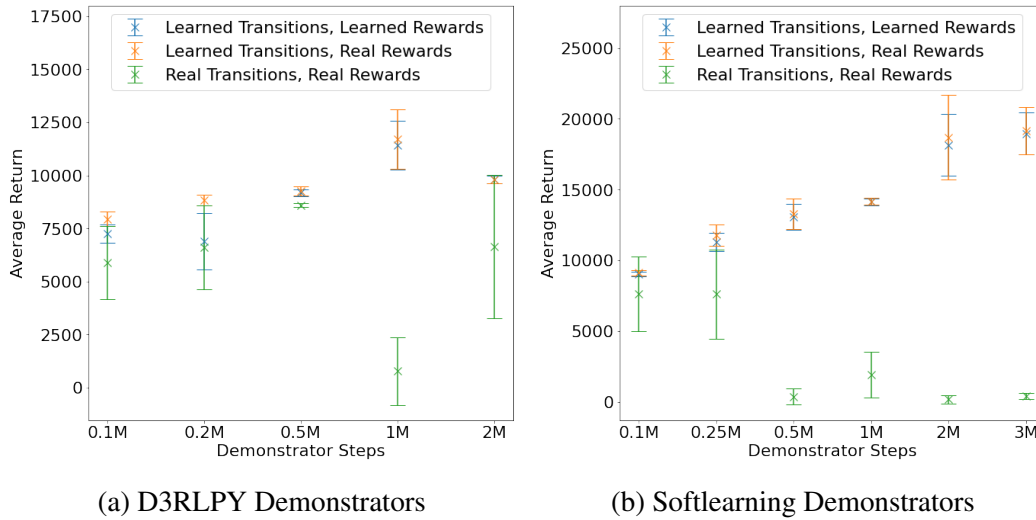 17500
15000
12500
10000
7500
5000
2500
0
Average Return
Learned Transitions, Learned Rewards
Learned Transitions, Real Rewards
Real Transitions, Real Rewards
0.1M 0.2M 0.5M 1M 2M
Demonstrator Steps
(a) D3RLPY Demonstrators
25000
20000
15000
10000
5000
0
Average Return
Learned Transitions, Learned Rewards
Learned Transitions, Real Rewards
Real Transitions, Real Rewards
0.1M 0.25M 0.5M 1M 2M 3M
Demonstrator Steps
(b) Softlearning Demonstrators